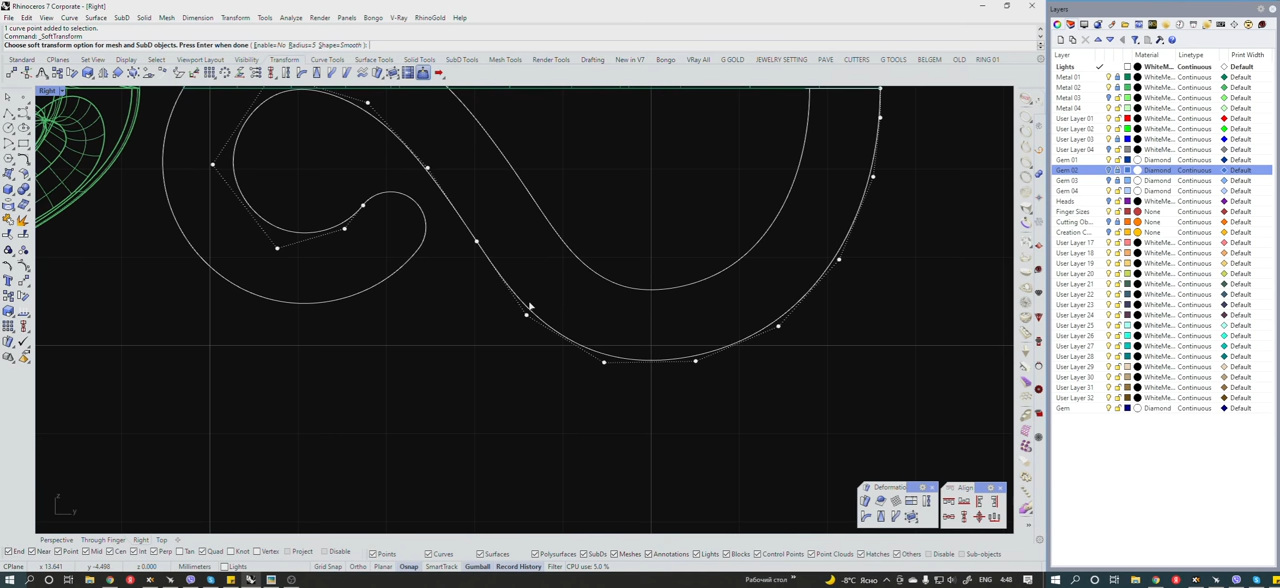 Rhinoceros 7 Corporate - [Right]
File Edit View Curve Surface SubD Solid Mesh Dimension Transform Tools Analyze Render Panels Bongo V-Ray RhinoGold Help
1 curve point added to selection.
Command: _SoftTransform
Choose soft transform option for mesh and SubD objects. Press Enter when done ( Enable=No Radius=5 Shape=Smooth ):
Standard CPlanes Set View Display Select Viewport Layout Visibility Transform Curve Tools Surface Tools Solid Tools SubD Tools Mesh Tools Render Tools Drafting New in V7 Bongo VRay All G GOLD JEWELRY SETTING PAVE CUTTERS G TOOLS BELGEM OLD RING 01
Right
z
y
Deformatio
Align
Perspective Through Finger Right Top
End Near Point Mid Cen Int Perp Tan Quad Knot Vertex Project Disable Points Curves Surfaces Polysurfaces SubDs Meshes Annotations Lights Blocks Control Points Point Clouds Hatches Others Disable Sub-objects
CPlane x 13.641 y -4.498 z 0.000 Millimeters Lights Grid Snap Ortho Planar Osnap SmartTrack Gumball Record History Filter CPU use: 5.0 %
Layers
Layer Material Linetype Print Width
Lights WhiteM... Continuous Default
Metal 01 WhiteMe... Continuous Default
Metal 02 WhiteMe... Continuous Default
Metal 03 WhiteMe... Continuous Default
Metal 04 WhiteMe... Continuous Default
User Layer 01 WhiteMe... Continuous Default
User Layer 02 WhiteMe... Continuous Default
User Layer 03 WhiteMe... Continuous Default
User Layer 04 WhiteMe... Continuous Default
Gem 01 Diamond Continuous Default
Gem 02 Diamond Continuous Default
Gem 03 Diamond Continuous Default
Gem 04 Diamond Continuous Default
Heads WhiteMe... Continuous Default
Finger Sizes None Continuous Default
Cutting Obj... None Continuous Default
Creation C... None Continuous Default
User Layer 17 WhiteMe... Continuous Default
User Layer 18 WhiteMe... Continuous Default
User Layer 19 WhiteMe... Continuous Default
User Layer 20 WhiteMe... Continuous Default
User Layer 21 WhiteMe... Continuous Default
User Layer 22 WhiteMe... Continuous Default
User Layer 23 WhiteMe... Continuous Default
User Layer 24 WhiteMe... Continuous Default
User Layer 25 WhiteMe... Continuous Default
User Layer 26 WhiteMe... Continuous Default
User Layer 27 WhiteMe... Continuous Default
User Layer 28 WhiteMe... Continuous Default
User Layer 29 WhiteMe... Continuous Default
User Layer 30 WhiteMe... Continuous Default
User Layer 31 WhiteMe... Continuous Default
User Layer 32 WhiteMe... Continuous Default
Gem Diamond Continuous Default
Рабочий стол » -8°C Ясно ENG 4:48